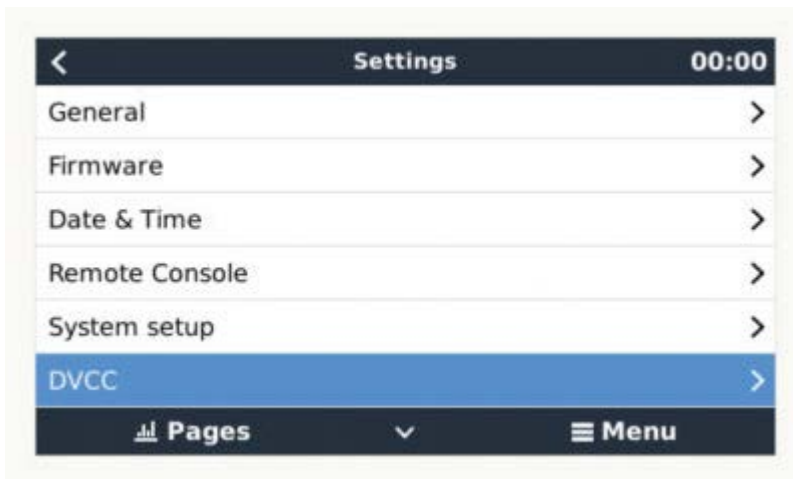 Settings 00:00
General
Firmware
Date & Time
Remote Console
System setup
DVCC
Pages Menu